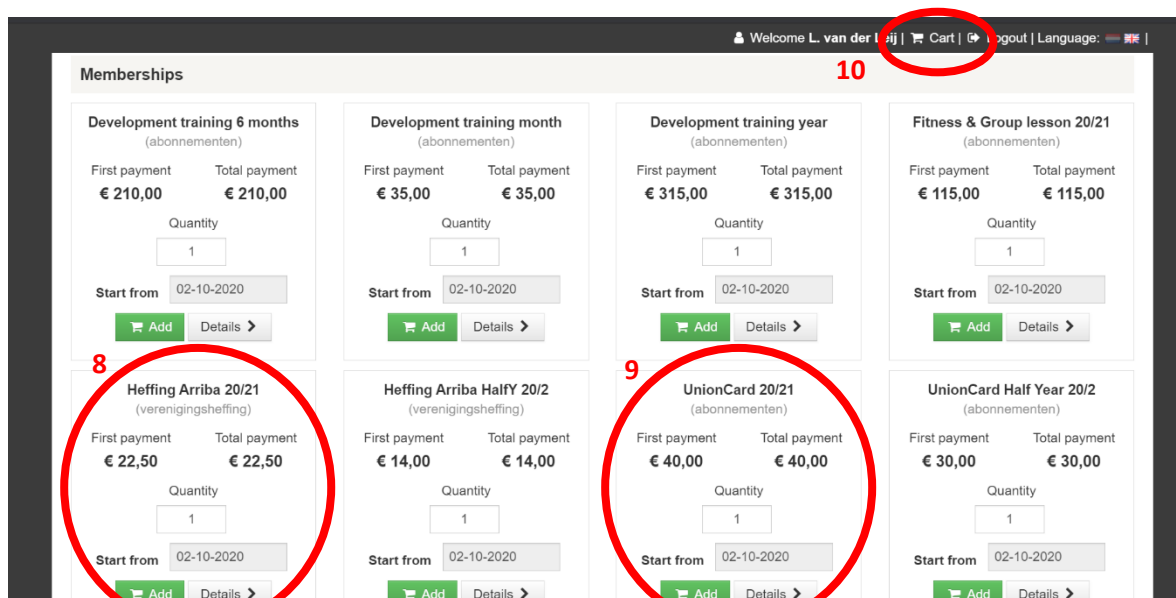 Welcome L. van der Leij | Cart | Logout | Language: |
10
Memberships
Development training 6 months
(abonnementen)
First payment Total payment
€ 210,00 € 210,00
Quantity
1
Start from 02-10-2020
Add Details
Development training month
(abonnementen)
First payment Total payment
€ 35,00 € 35,00
Quantity
1
Start from 02-10-2020
Add Details
Development training year
(abonnementen)
First payment Total payment
€ 315,00 € 315,00
Quantity
1
Start from 02-10-2020
Add Details
Fitness & Group lesson 20/21
(abonnementen)
First payment Total payment
€ 115,00 € 115,00
Quantity
1
Start from 02-10-2020
Add Details
8
Heffing Arriba 20/21
(verenigingsheffing)
First payment Total payment
€ 22,50 € 22,50
Quantity
1
Start from 02-10-2020
Add Details
Heffing Arriba HalfY 20/2
(verenigingsheffing)
First payment Total payment
€ 14,00 € 14,00
Quantity
1
Start from 02-10-2020
Add Details
9
UnionCard 20/21
(abonnementen)
First payment Total payment
€ 40,00 € 40,00
Quantity
1
Start from 02-10-2020
Add Details
UnionCard Half Year 20/2
(abonnementen)
First payment Total payment
€ 30,00 € 30,00
Quantity
1
Start from 02-10-2020
Add Details